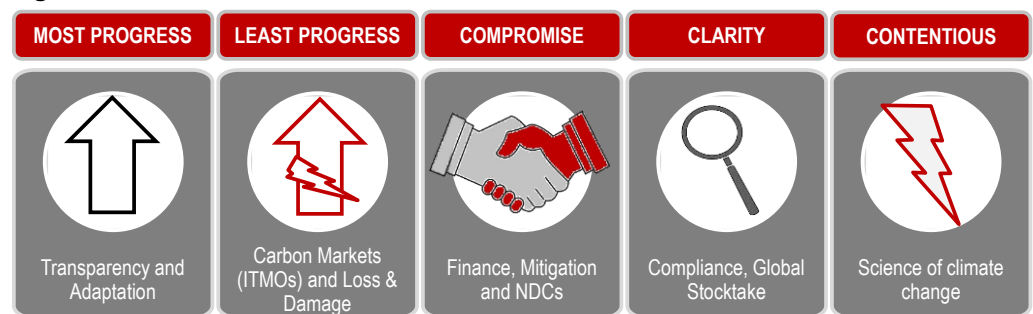 MOST PROGRESS
LEAST PROGRESS
COMPROMISE
CLARITY
CONTENTIOUS
Transparency and
Adaptation
Carbon Markets
(ITMOs) and Loss &
Damage
Finance, Mitigation
and NDCs
Compliance, Global
Stocktake
Science of climate
change